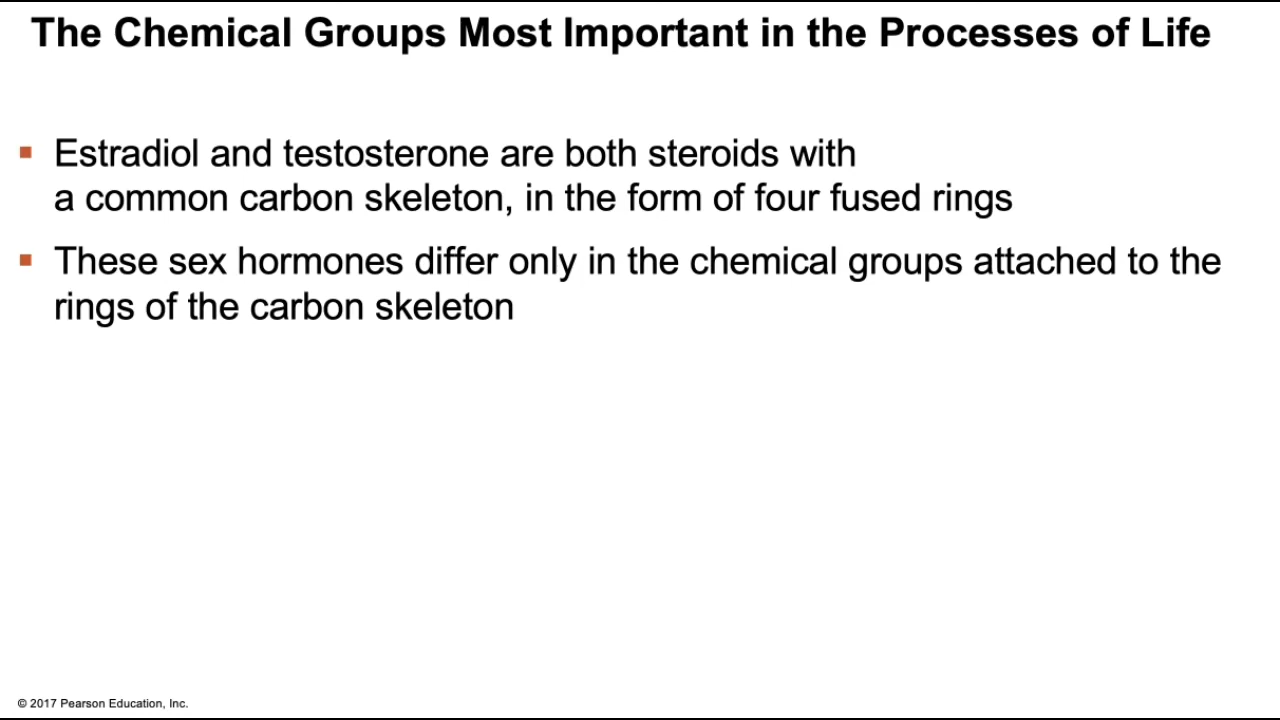 The Chemical Groups Most Important in the Processes of Life
▪ Estradiol and testosterone are both steroids with
a common carbon skeleton, in the form of four fused rings
▪ These sex hormones differ only in the chemical groups attached to the
rings of the carbon skeleton
© 2017 Pearson Education, Inc.